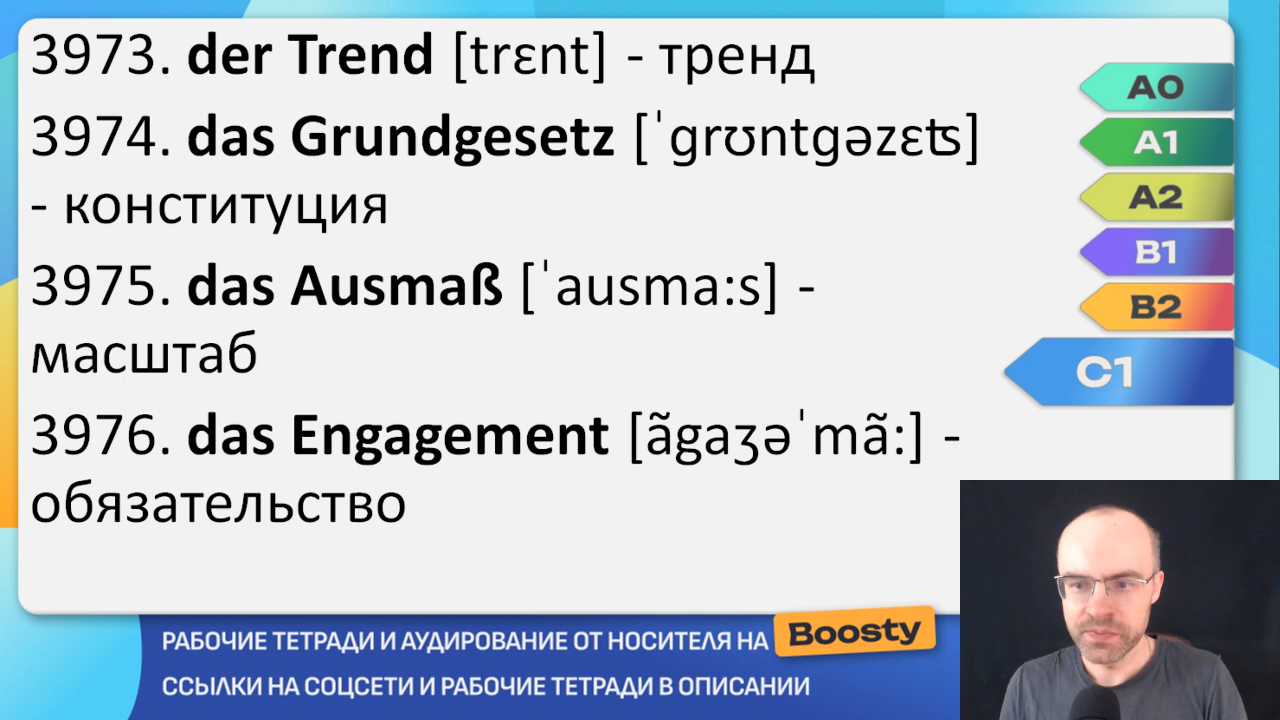 3973. der Trend [trɛnt] - тренд
3974. das Grundgesetz [ˈgrʊntgəzɛʦ]
- конституция
3975. das Ausmaß [ˈausma:s] -
масштаб
3976. das Engagement [ãgaʒəˈmã:] -
обязательство
A0
A1
A2
B1
B2
C1
РАБОЧИЕ ТЕТРАДИ И АУДИРОВАНИЕ ОТ НОСИТЕЛЯ НА Boosty
ССЫЛКИ НА СОЦСЕТИ И РАБОЧИЕ ТЕТРАДИ В ОПИСАНИИ